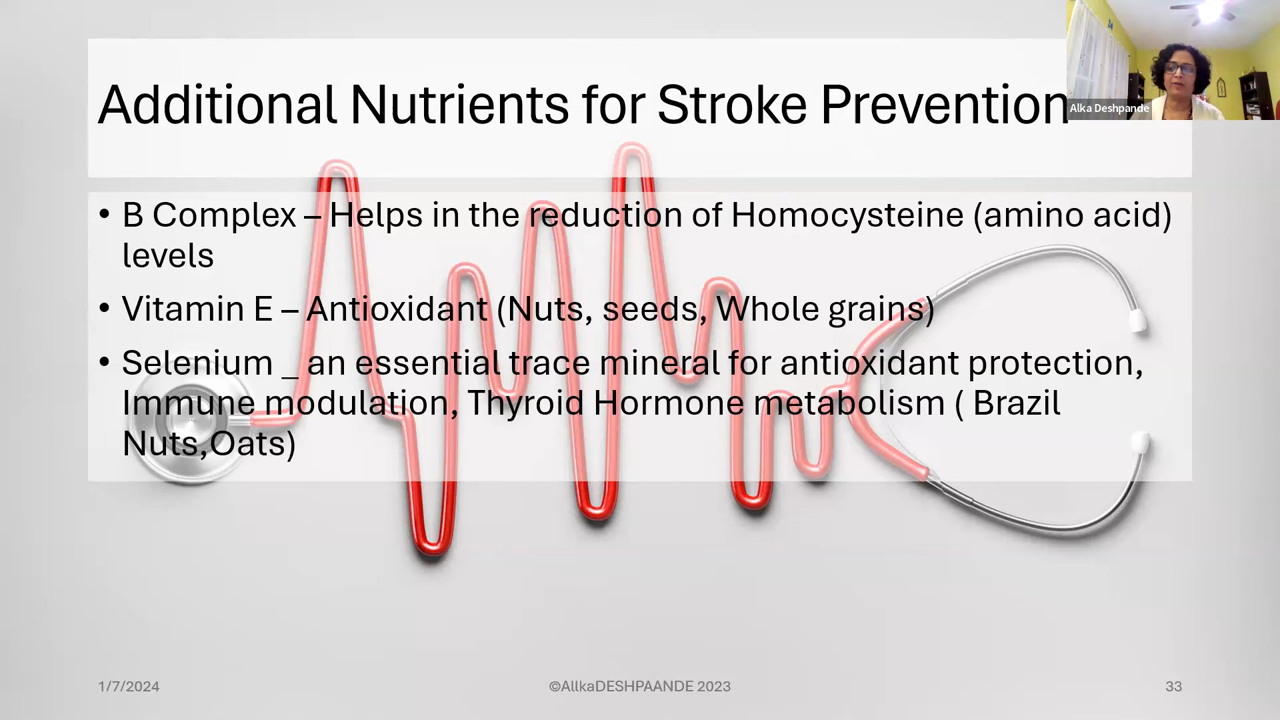 Additional Nutrients for Stroke Prevention
Alka Deshpande
• B Complex – Helps in the reduction of Homocysteine (amino acid)
levels
• Vitamin E – Antioxidant (Nuts, seeds, Whole grains)
• Selenium _ an essential trace mineral for antioxidant protection,
Immune modulation, Thyroid Hormone metabolism ( Brazil
Nuts,Oats)
1/7/2024
©AllkaDESHPAANDE 2023
33